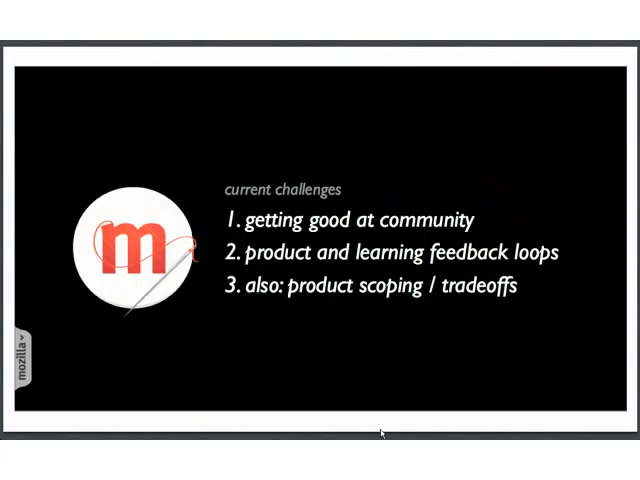 current challenges
1. getting good at community
2. product and learning feedback loops
3. also: product scoping / tradeoffs
m
mozilla